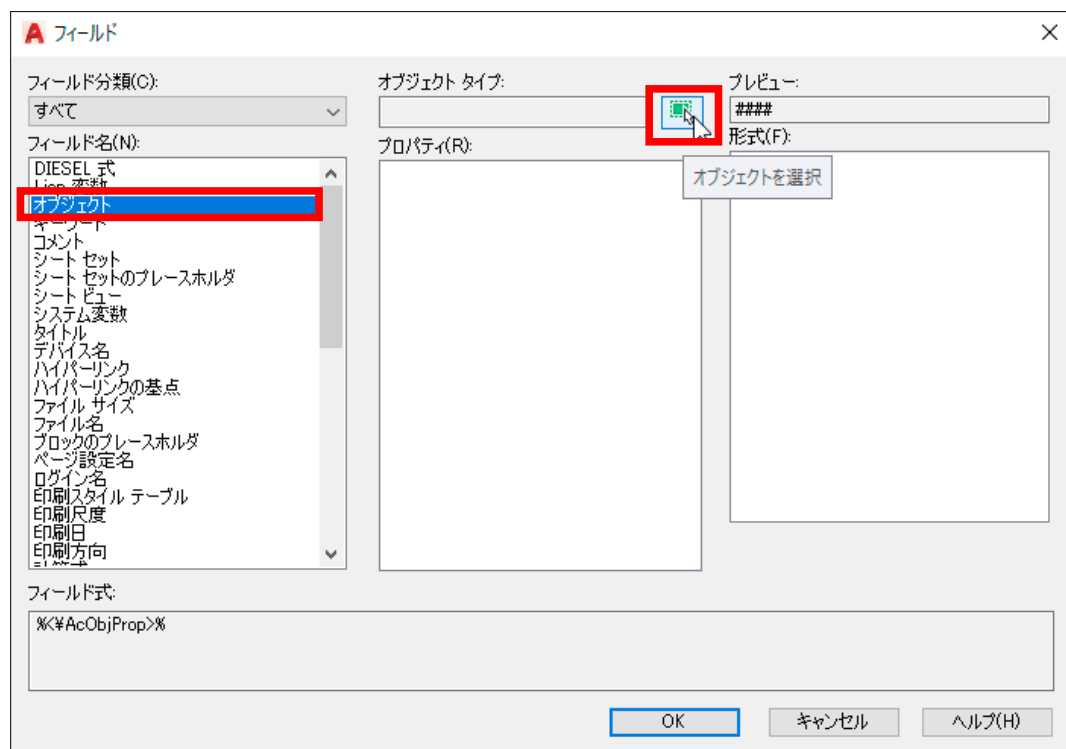 フィールド
フィールド分類(C):
すべて
フィールド名(N):
DIESEL 式
Lisp 変数
オブジェクト
キーワード
コメント
シート セット
シート セットのプレースホルダ
シート ビュー
システム変数
タイトル
デバイス名
ハイパーリンク
ハイパーリンクの基点
ファイル サイズ
ファイル名
ブロックのプレースホルダ
ページ設定名
ログイン名
印刷スタイル テーブル
印刷尺度
印刷日
印刷方向
オブジェクト タイプ:
プロパティ(R):
プレビュー:
####
形式(F):
オブジェクトを選択
フィールド式:
%<¥AcObjProp>%
OK
キャンセル
ヘルプ(H)